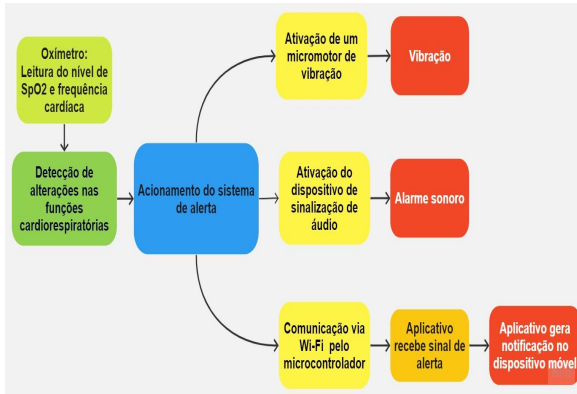 Oxímetro:
Leitura do nível de
SpO2 e frequência
cardíaca
Detecção de
alterações nas
funções
cardiorespiratórias
Acionamento do sistema
de alerta
Ativação de um
micromotor de
vibração
Vibração
Ativação do
dispositivo de
sinalização de
áudio
Alarme sonoro
Comunicação via
Wi-Fi pelo
microcontrolador
Aplicativo
recebe sinal de
alerta
Aplicativo gera
notificação no
dispositivo móvel